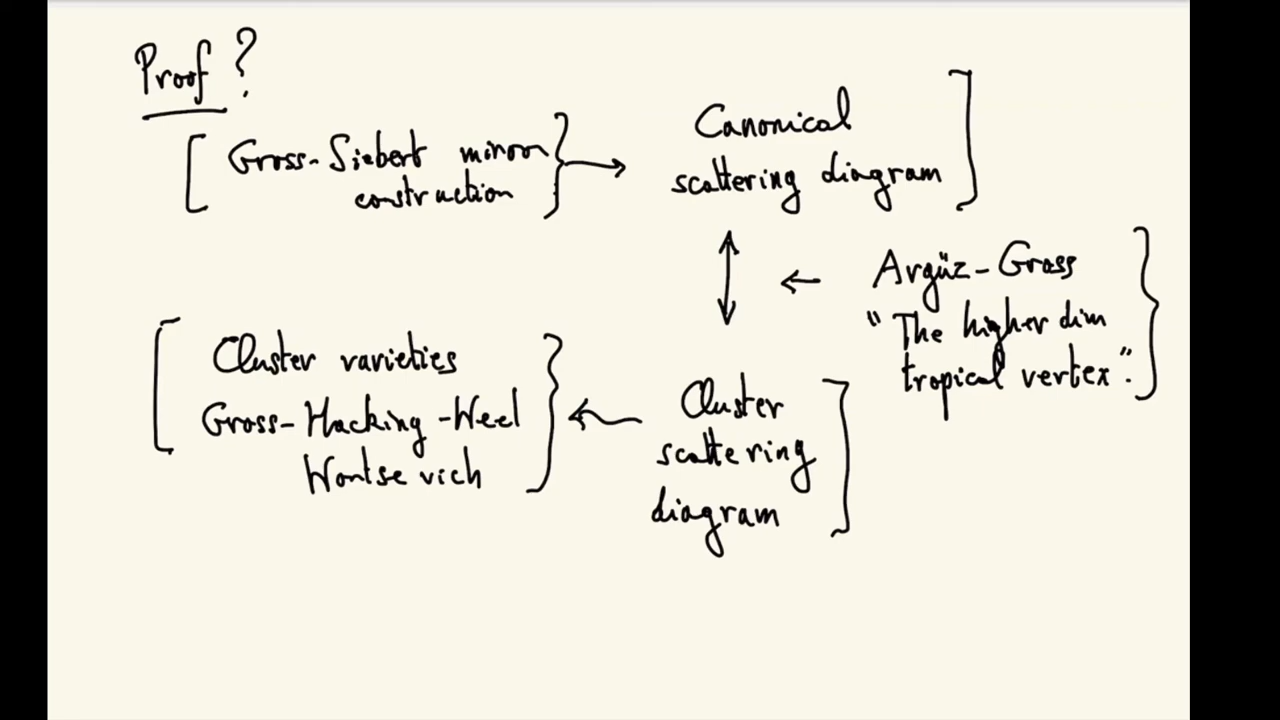 Proof ?
Gross-Siebert mirror
construction
Canonical
scattering diagram
Argüz-Gross
"The higher dim
tropical vertex".
Cluster varieties
Gross-Hacking-Keel
Kontsevich
Cluster
scattering
diagram